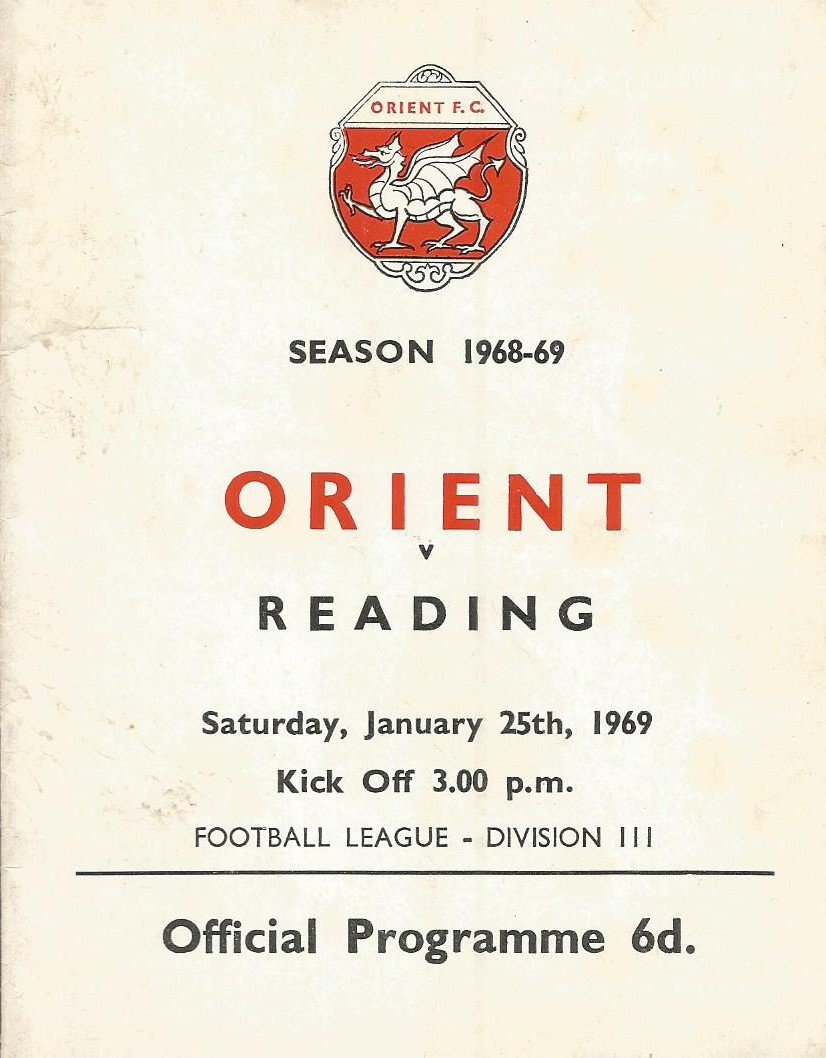 ORIENT F.C.
SEASON 1968-69
ORIENT
v
READING
Saturday, January 25th, 1969
Kick Off 3.00 p.m.
FOOTBALL LEAGUE - DIVISION III
Official Programme 6d.